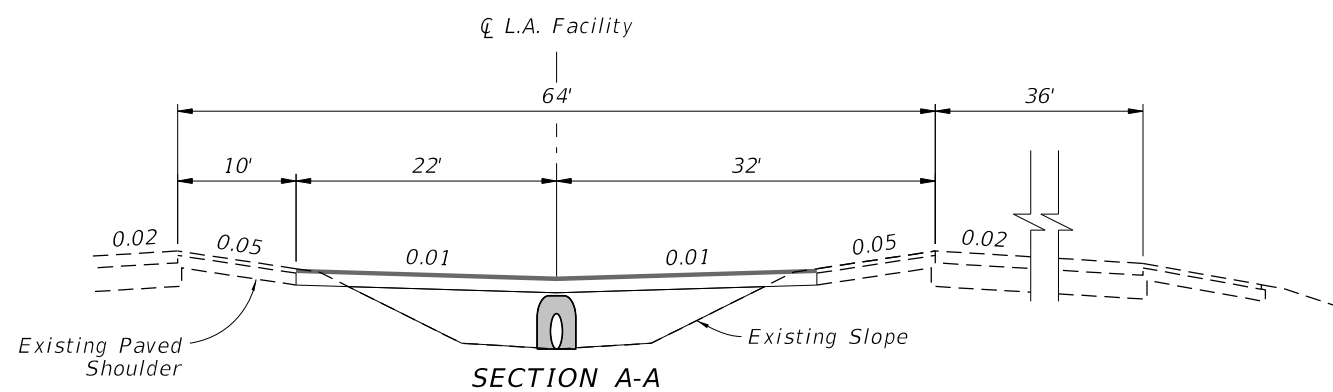 ℄ L.A. Facility
64'
36'
10'
22'
32'
0.02
0.05
0.01
0.01
0.05
0.02
Existing Paved
Shoulder
Existing Slope
SECTION A-A